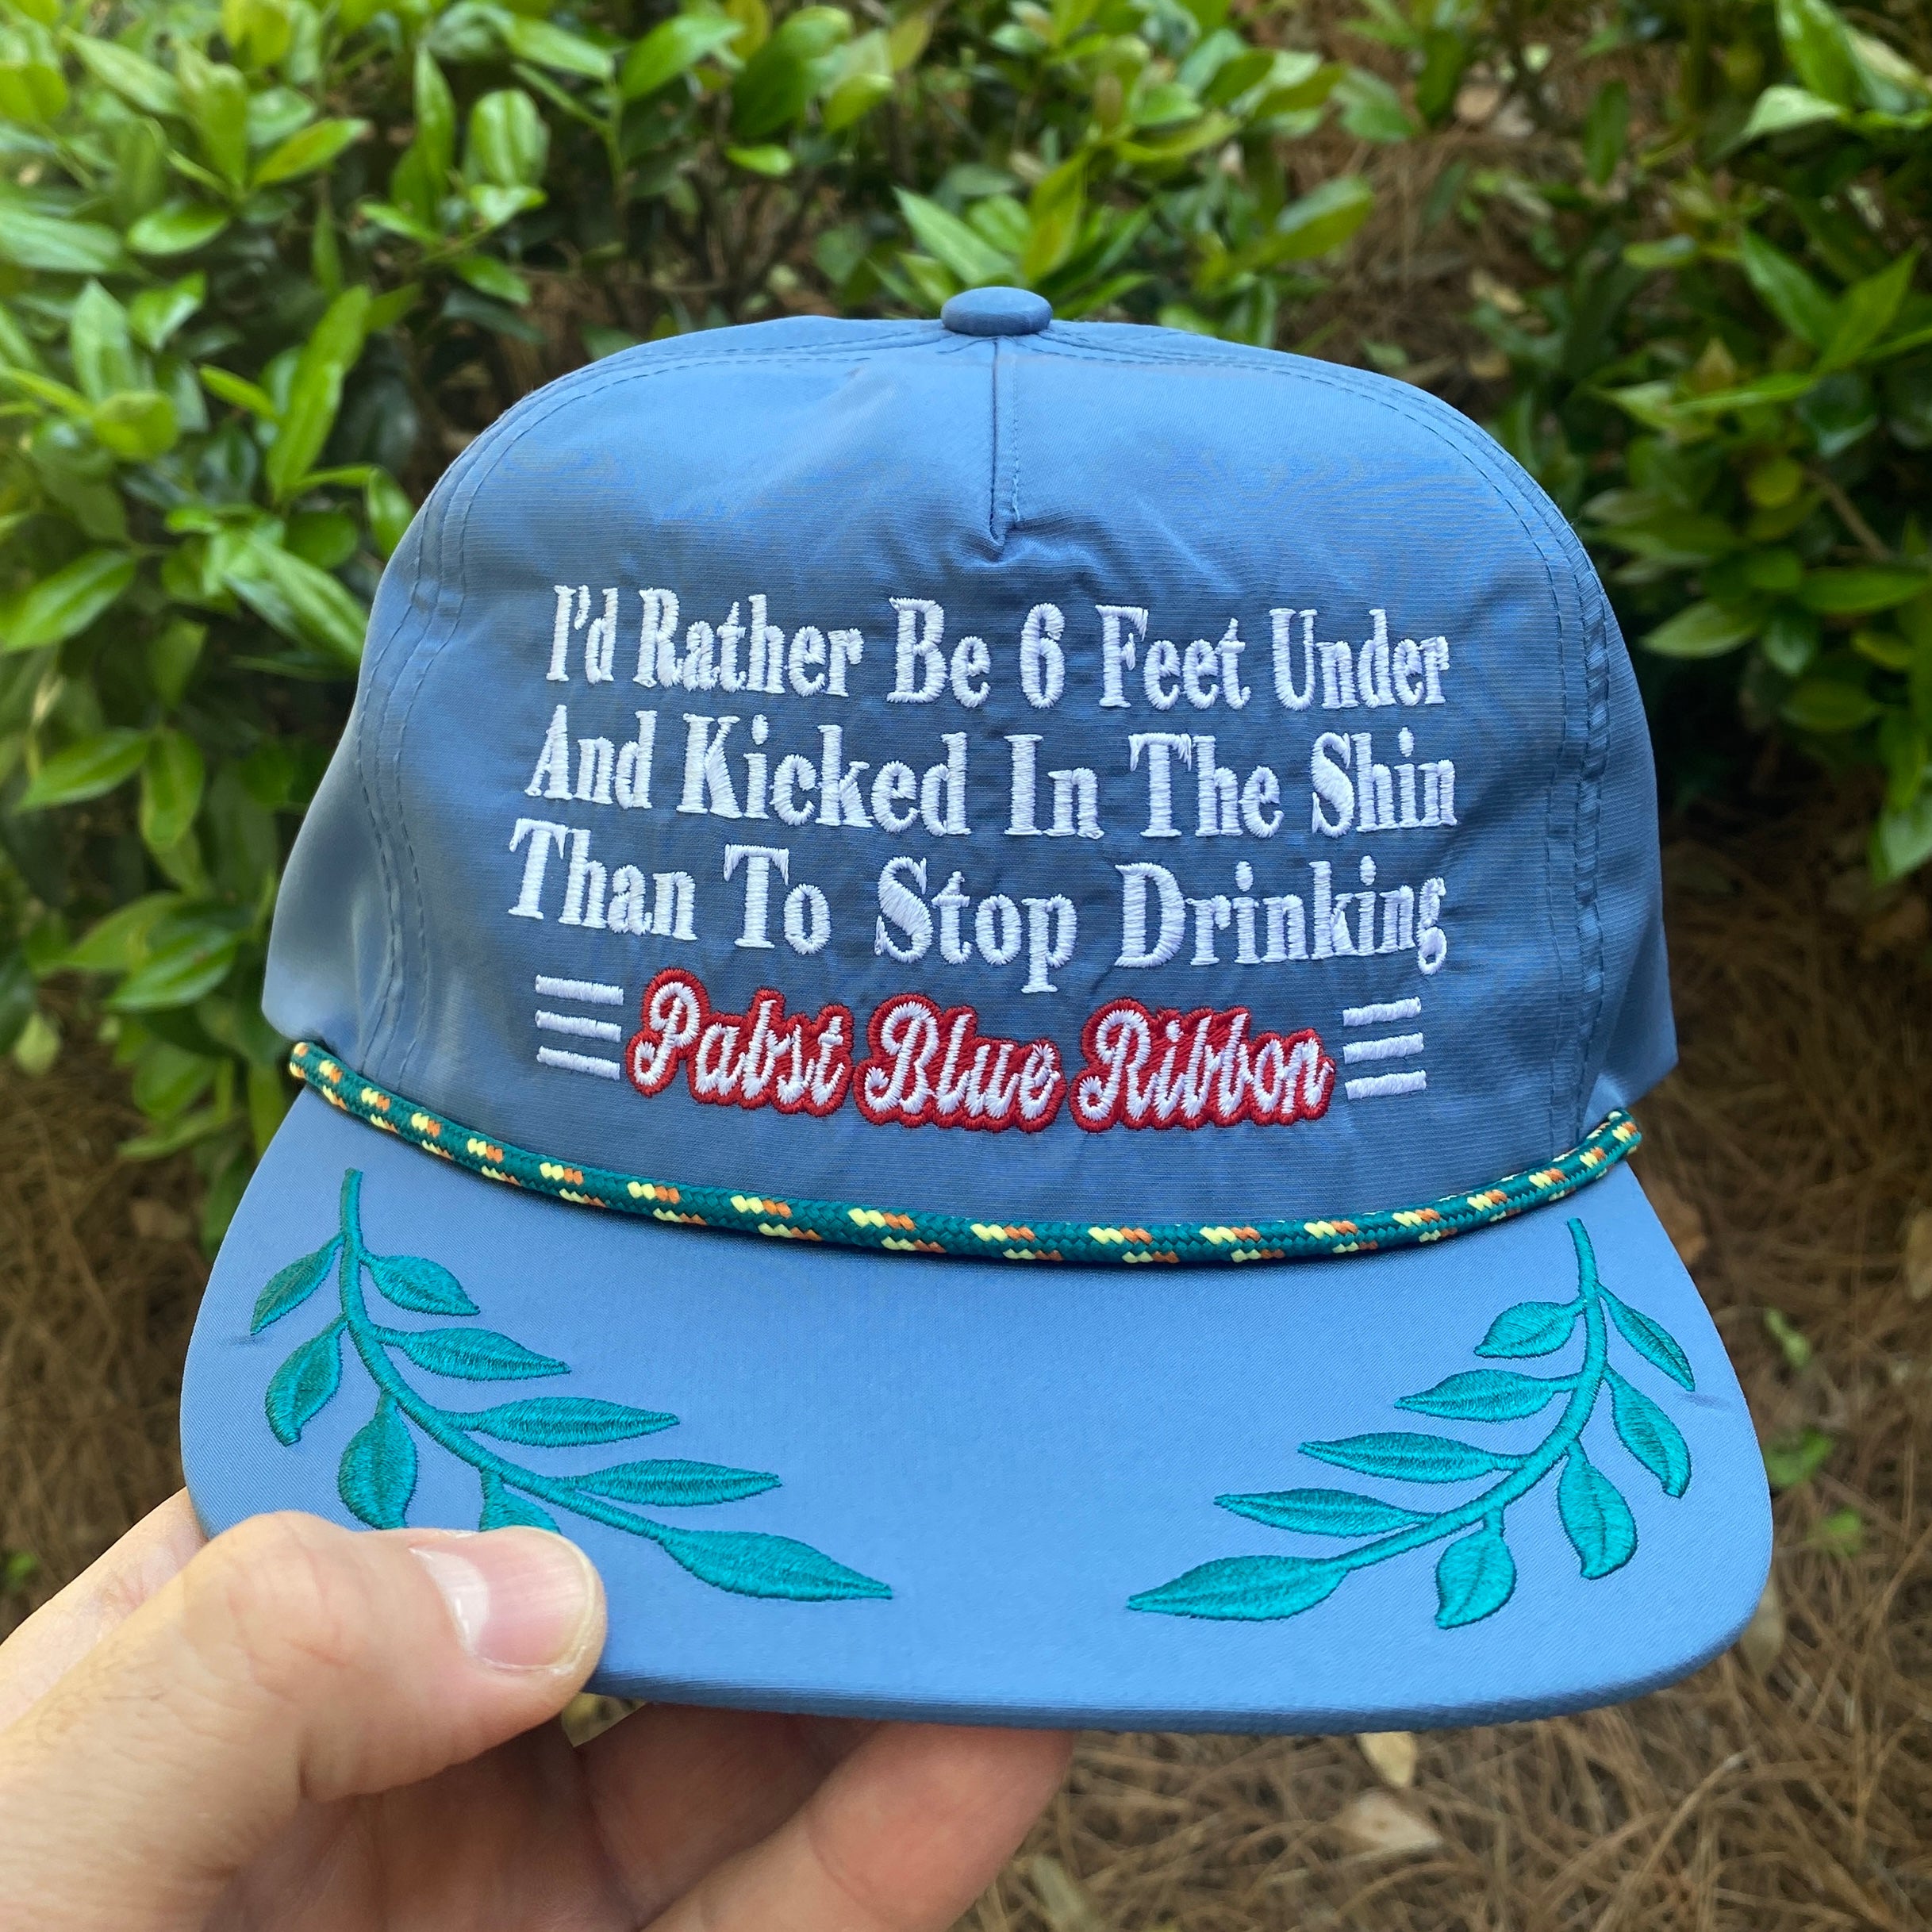 I'd Rather Be 6 Feet Under
And Kicked In The Shin
Than To Stop Drinking
Pabst Blue Ribbon